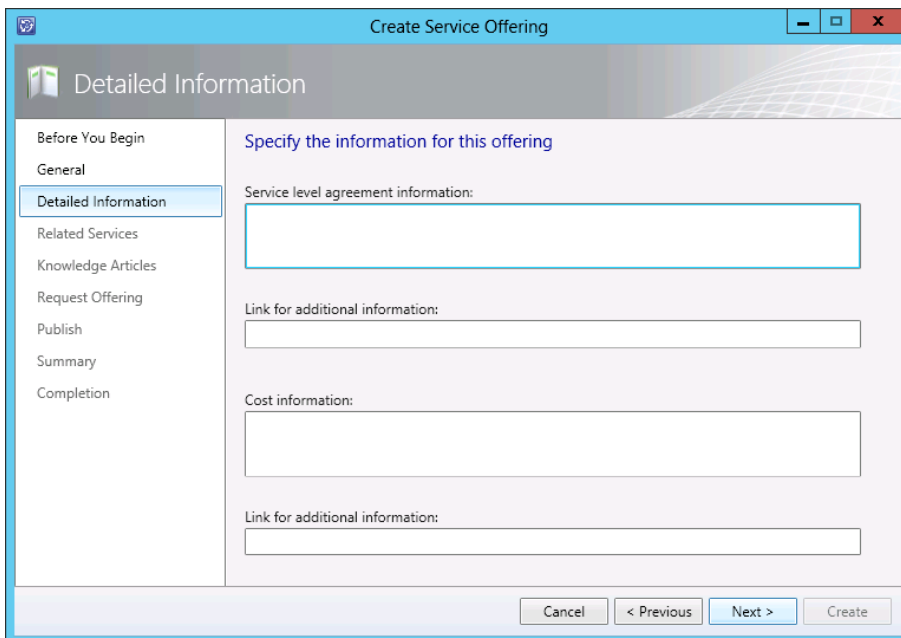 Create Service Offering
Detailed Information
Before You Begin
General
Detailed Information
Related Services
Knowledge Articles
Request Offering
Publish
Summary
Completion
Specify the information for this offering
Service level agreement information:
Link for additional information:
Cost information:
Link for additional information:
Cancel
< Previous
Next >
Create